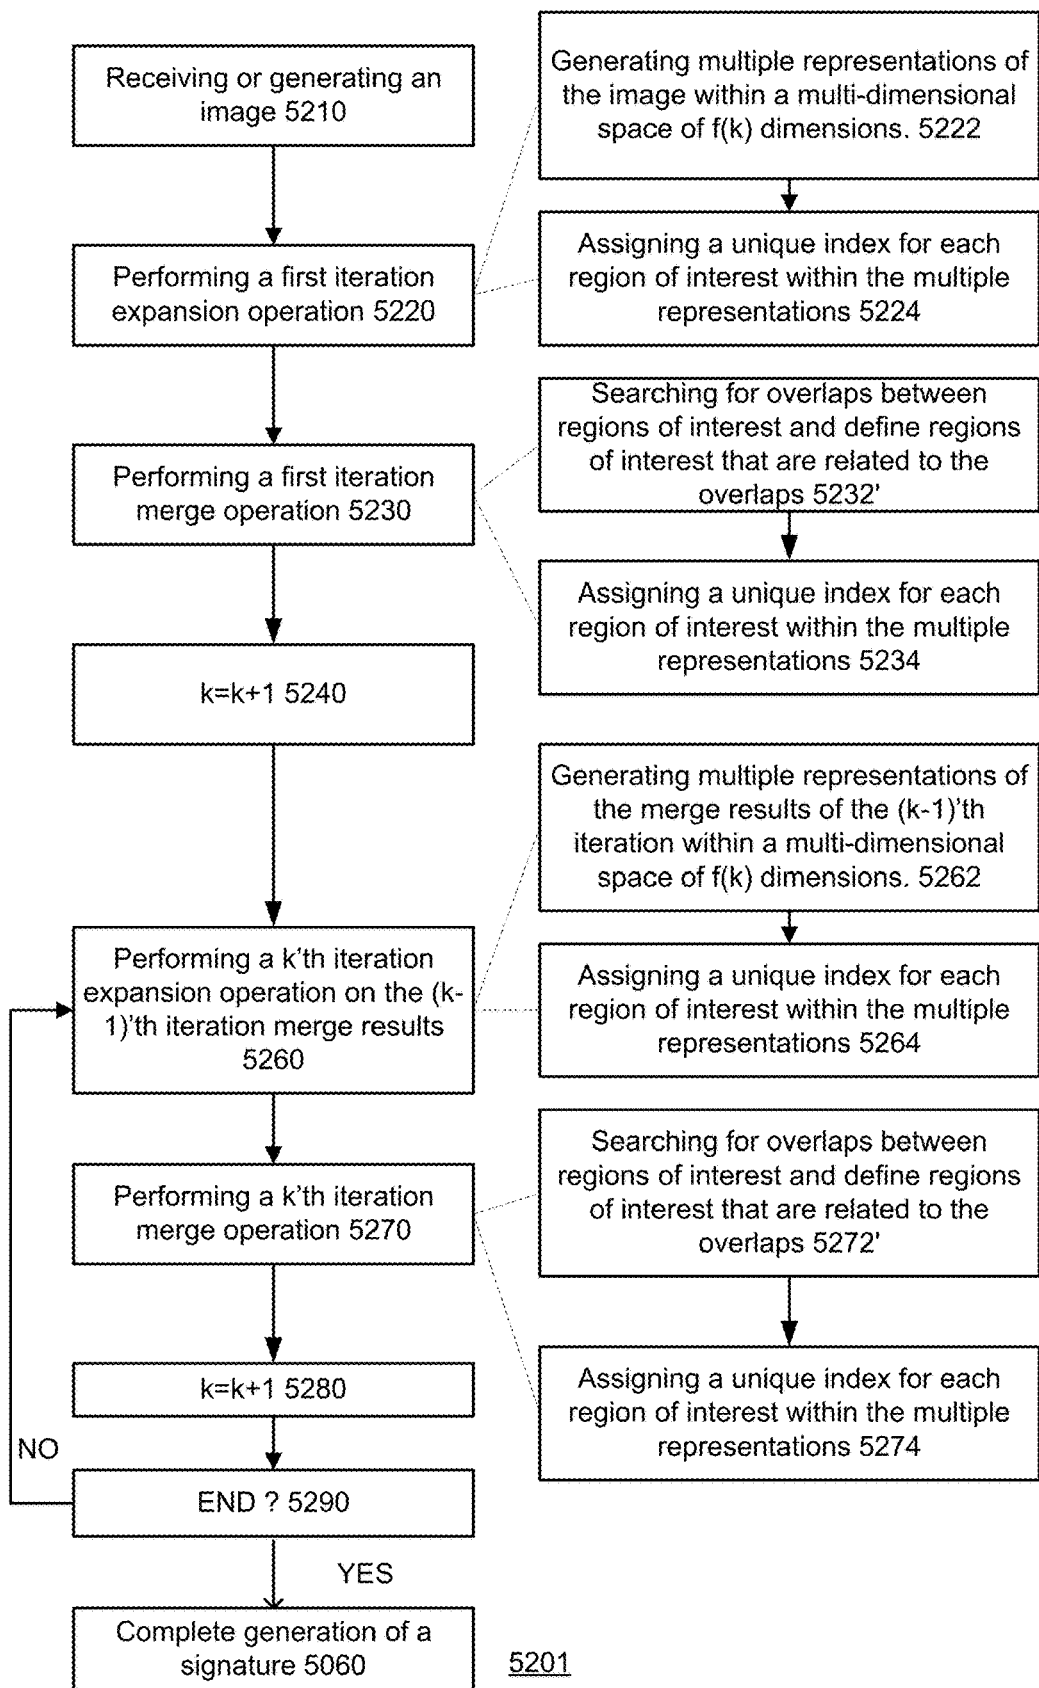 Receiving or generating an
image 5210
Generating multiple representations of
the image within a multi-dimensional
space of f(k) dimensions. 5222
Performing a first iteration
expansion operation 5220
Assigning a unique index for each
region of interest within the multiple
representations 5224
Performing a first iteration
merge operation 5230
Searching for overlaps between
regions of interest and define regions
of interest that are related to the
overlaps 5232'
Assigning a unique index for each
region of interest within the multiple
representations 5234
k=k+1 5240
Generating multiple representations of
the merge results of the (k-1)'th
iteration within a multi-dimensional
space of f(k) dimensions. 5262
Performing a k'th iteration
expansion operation on the (k-
1)'th iteration merge results
5260
Assigning a unique index for each
region of interest within the multiple
representations 5264
Performing a k'th iteration
merge operation 5270
Searching for overlaps between
regions of interest and define regions
of interest that are related to the
overlaps 5272'
Assigning a unique index for each
region of interest within the multiple
representations 5274
k=k+1 5280
NO
END ? 5290
YES
Complete generation of a
signature 5060
5201